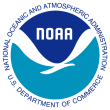 NATIONAL OCEANIC AND ATMOSPHERIC ADMINISTRATION
NOAA
U.S. DEPARTMENT OF COMMERCE